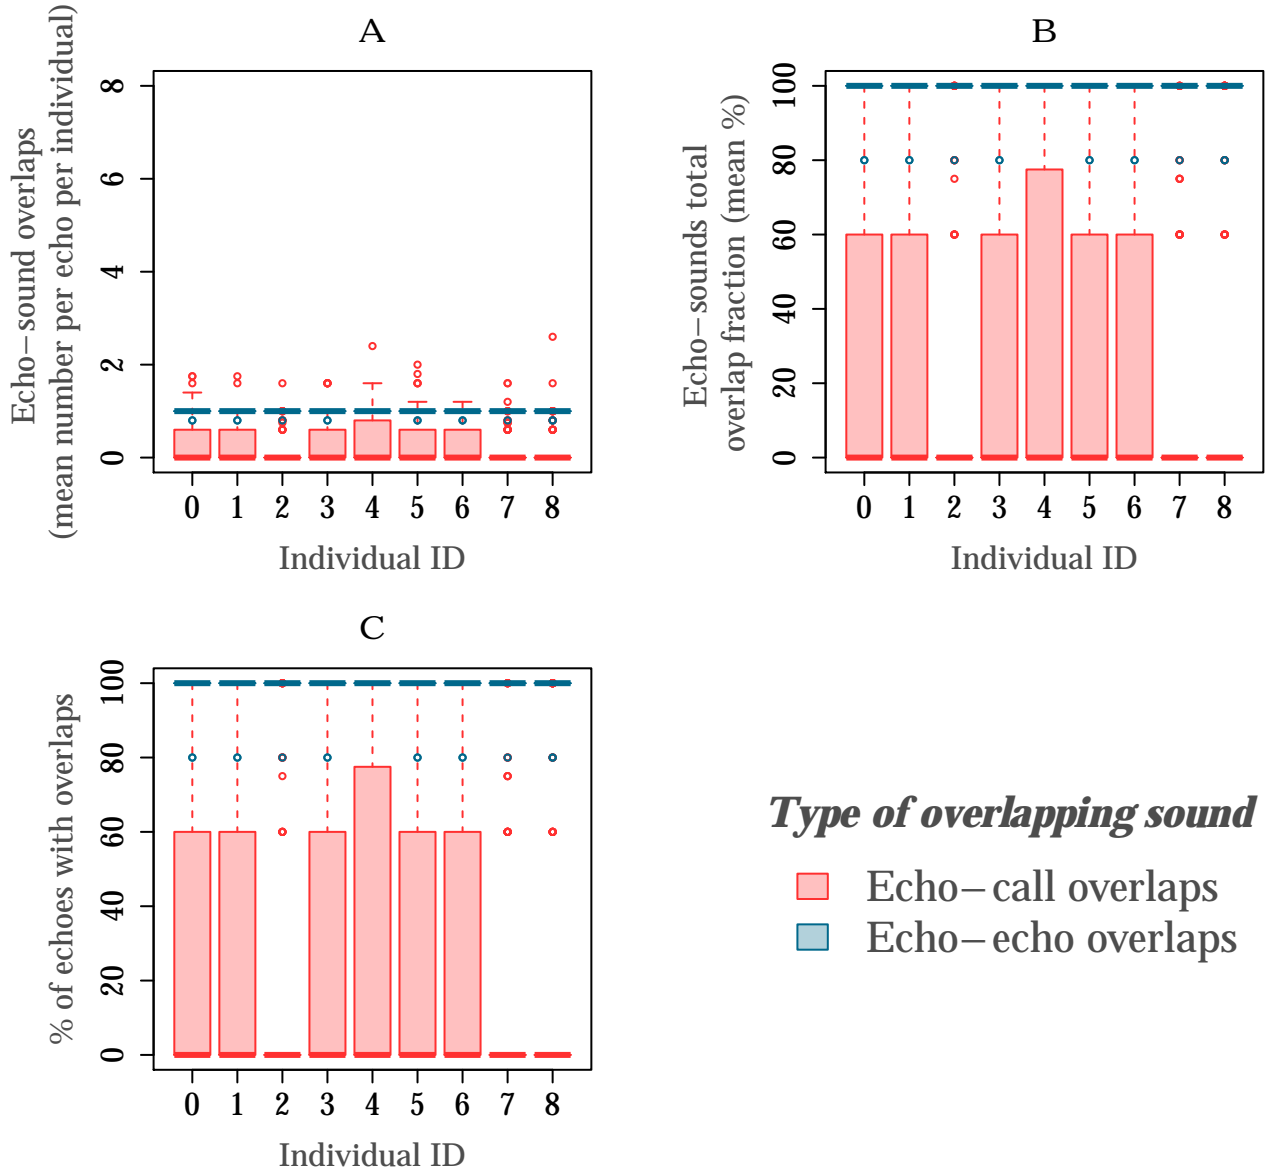 A
Echo−sound overlaps
(mean number per echo per individual)
8
6
4
2
0
0 1 2 3 4 5 6 7 8
Individual ID
B
Echo−sounds total
overlap fraction (mean %)
100
80
60
40
20
0
0 1 2 3 4 5 6 7 8
Individual ID
C
% of echoes with overlaps
100
80
60
40
20
0
0 1 2 3 4 5 6 7 8
Individual ID
Type of overlapping sound
Echo−call overlaps
Echo−echo overlaps